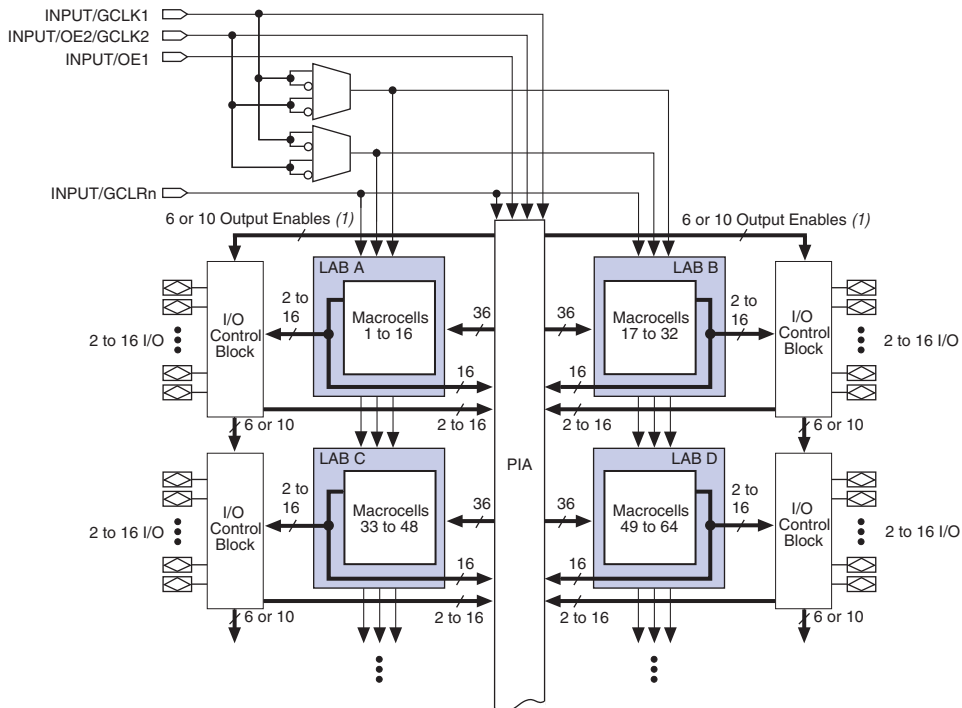 INPUT/GCLK1
INPUT/OE2/GCLK2
INPUT/OE1
INPUT/GCLRn
6 or 10 Output Enables (1)
6 or 10 Output Enables (1)
LAB A
LAB B
I/O
Control
Block
2 to
16
Macrocells
1 to 16
36
36
Macrocells
17 to 32
2 to
16
I/O
Control
Block
2 to 16 I/O
2 to 16 I/O
16
16
6 or 10
2 to 16
2 to 16
6 or 10
PIA
LAB C
LAB D
I/O
Control
Block
2 to
16
Macrocells
33 to 48
36
36
Macrocells
49 to 64
2 to
16
I/O
Control
Block
2 to 16 I/O
2 to 16 I/O
16
16
6 or 10
2 to 16
2 to 16
6 or 10